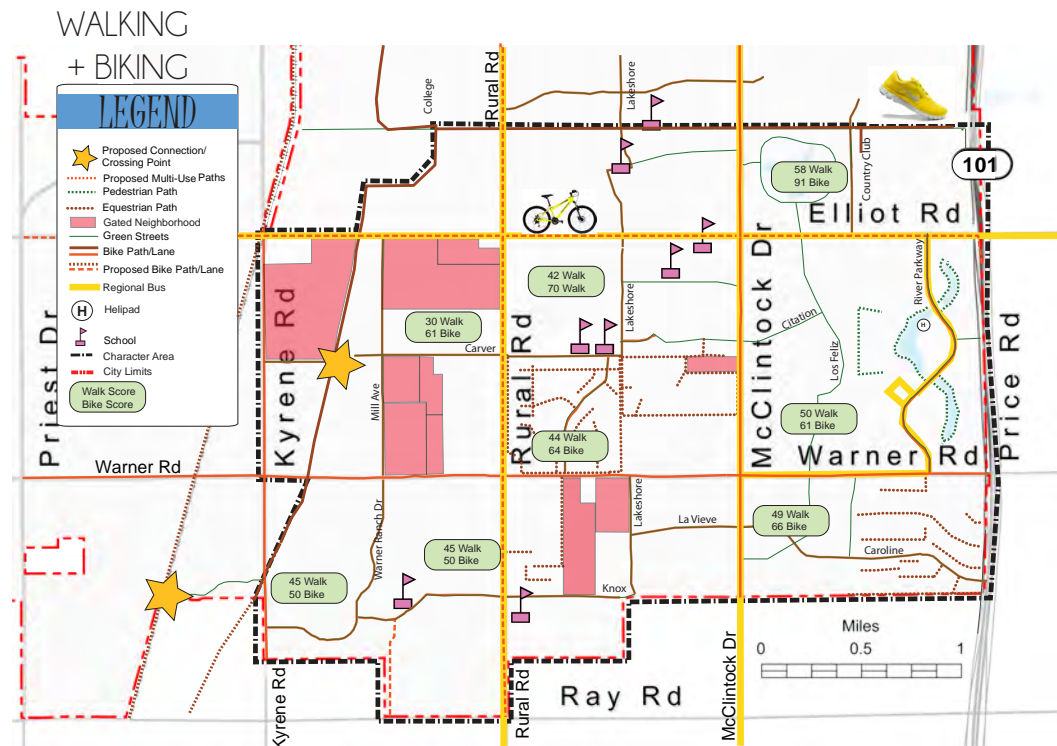 WALKING
+ BIKING
LEGEND
Proposed Connection/
Crossing Point
Proposed Multi-Use Paths
Pedestrian Path
Equestrian Path
Gated Neighborhood
Green Streets
Bike Path/Lane
Proposed Bike Path/Lane
Regional Bus
H
Helipad
School
Character Area
City Limits
Walk Score
Bike Score
College
Rural Rd
Lakeshore
Country Club
101
58 Walk
91 Bike
Elliot Rd
McClintock Dr
River Parkway
H
42 Walk
70 Walk
Lakeshore
Citation
Los Feliz
30 Walk
61 Bike
Carver
Kyrene Rd
Mill Ave
Rural Rd
Priest Dr
Price Rd
44 Walk
64 Bike
50 Walk
61 Bike
Warner Rd
Warner Rd
Warner Ranch Dr
Lakeshore
La Vieve
49 Walk
66 Bike
Caroline
45 Walk
50 Bike
45 Walk
50 Bike
Knox
Kyrene Rd
Rural Rd
Ray Rd
McClintock Dr
Miles
0
0.5
1